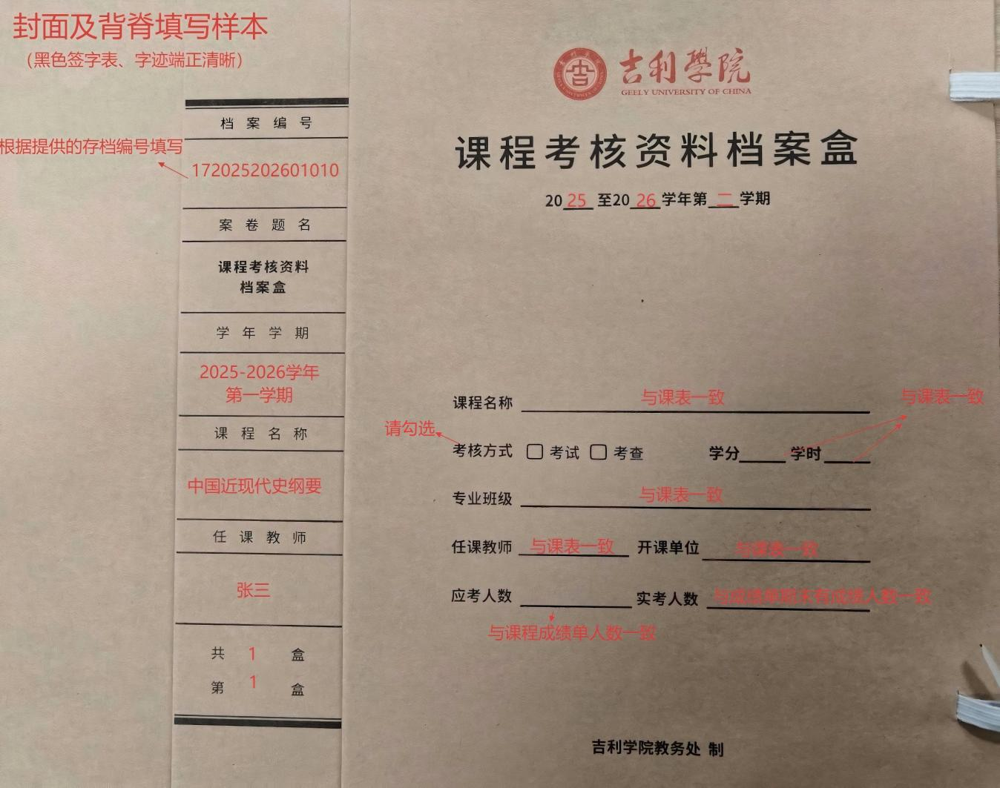 封面及背脊填写样本
（黑色签字表、字迹端正清晰）
档案编号
根据提供的存档编号填写
172025202601010
案卷题名
课程考核资料
档案盒
学年学期
2025-2026学年
第一学期
课程名称
中国近现代史纲要
任课教师
张三
共 1 盒
第 1 盒
吉利學院
GEELY UNIVERSITY OF CHINA
课程考核资料档案盒
2025至2026学年第二学期
课程名称 与课表一致
与课表一致
请勾选
考核方式 □考试 □考查 学分 学时
专业班级 与课表一致
任课教师 与课表一致 开课单位 与课表一致
应考人数 实考人数 与成绩单期末有成绩人数一致
与课程成绩单人数一致
吉利学院教务处 制